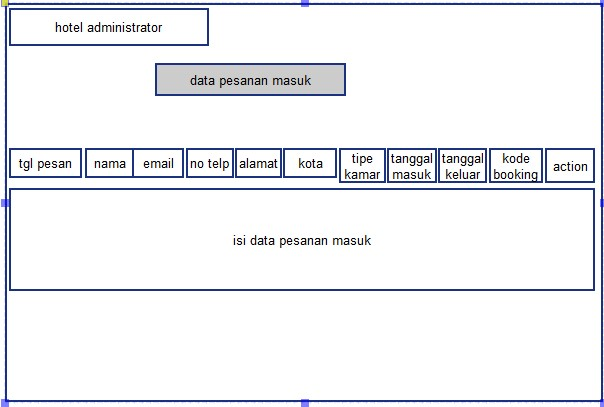 hotel administrator
data pesanan masuk
tgl pesan
nama
email
no telp
alamat
kota
tipe
kamar
tanggal
masuk
tanggal
keluar
kode
booking
action
isi data pesanan masuk